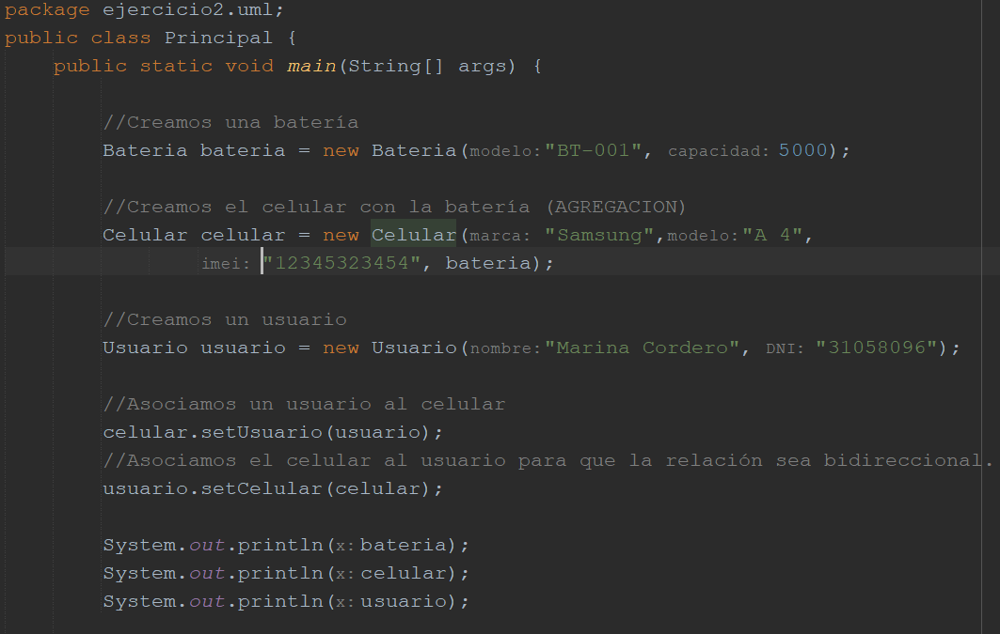 package ejercicio2.uml;
public class Principal {
public static void main(String[] args) {
//Creamos una batería
Bateria bateria = new Bateria(modelo:"BT-001", capacidad: 5000);
//Creamos el celular con la batería (AGREGACION)
Celular celular = new Celular(marca: "Samsung",modelo:"A 4",
imei: "12345323454", bateria);
//Creamos un usuario
Usuario usuario = new Usuario(nombre:"Marina Cordero", DNI: "31058096");
//Asociamos un usuario al celular
celular.setUsuario(usuario);
//Asociamos el celular al usuario para que la relación sea bidireccional.
usuario.setCelular(celular);
System.out.println(x:bateria);
System.out.println(x:celular);
System.out.println(x:usuario);